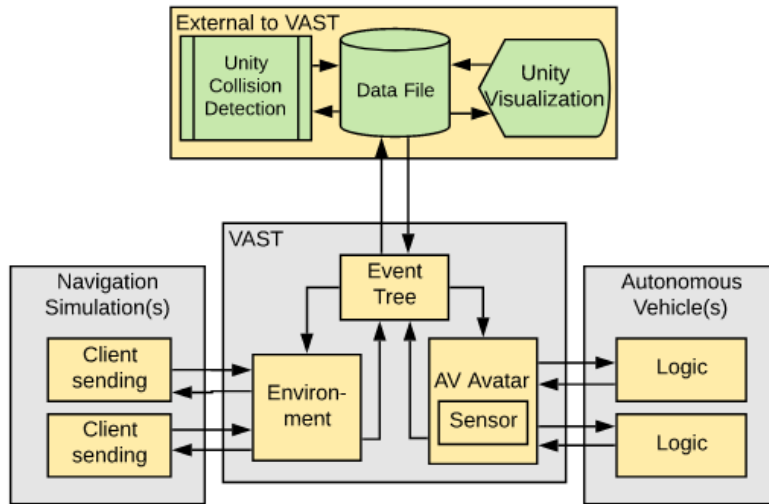 External to VAST
Unity
Collision
Detection
Data File
Unity
Visualization
VAST
Event
Tree
Navigation
Simulation(s)
Client
sending
Client
sending
Environ-
ment
AV Avatar
Sensor
Autonomous
Vehicle(s)
Logic
Logic